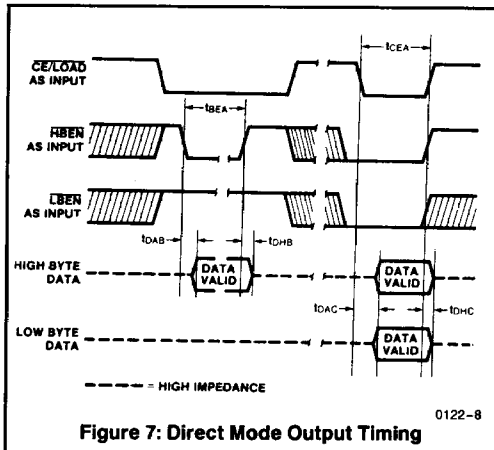 tCEA
CE/LOAD
AS INPUT
tBEA
HBEN
AS INPUT
LBEN
AS INPUT
tDAB
tDHB
HIGH BYTE
DATA
DATA
VALID
DATA
VALID
tDAC
tDHC
LOW BYTE
DATA
DATA
VALID
= HIGH IMPEDANCE
0122-8
Figure 7: Direct Mode Output Timing